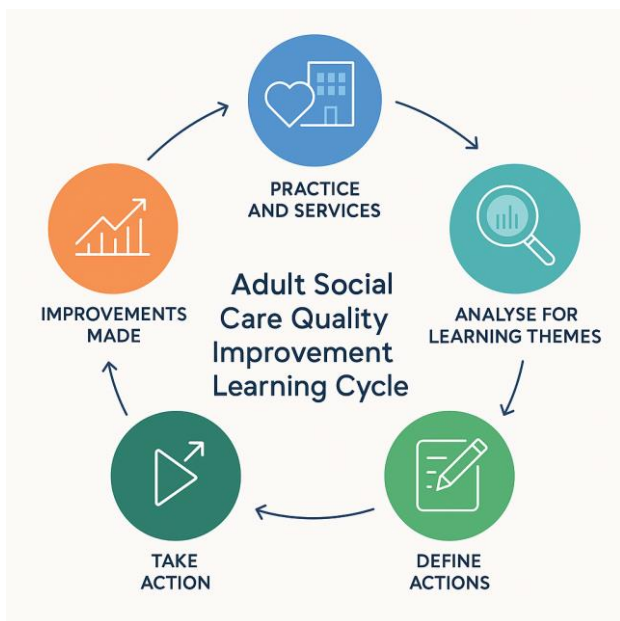 PRACTICE
AND SERVICES
ANALYSE FOR
LEARNING THEMES
DEFINE
ACTIONS
TAKE
ACTION
IMPROVEMENTS
MADE
Adult Social
Care Quality
Improvement
Learning Cycle